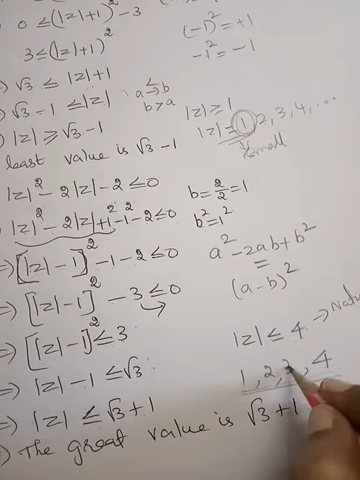 0 ≤ (|z|+1)² - 3
3 ≤ (|z|+1)²
√3 ≤ |z|+1
√3 - 1 ≤ |z|
|z| ≥ √3 - 1
least value is √3 - 1
|z|² - 2|z| - 2 ≤ 0
|z|² - 2|z| + 1² - 1² - 2 ≤ 0
⇒ [|z| - 1]² - 1 - 2 ≤ 0
⇒ [|z| - 1]² - 3 ≤ 0
⇒ [|z| - 1]² ≤ 3
⇒ |z| - 1 ≤ √3
⇒ |z| ≤ √3 + 1
The great value is √3 + 1
(-1)² = +1
-1² = -1
a ≤ b
b > a
|z| ≥ 1
|z| = 1, 2, 3, 4, ...
small
b = 2/2 = 1
b² = 1²
a² - 2ab + b²
=
(a - b)²
|z| ≤ 4 →
1, 2, 3, 4